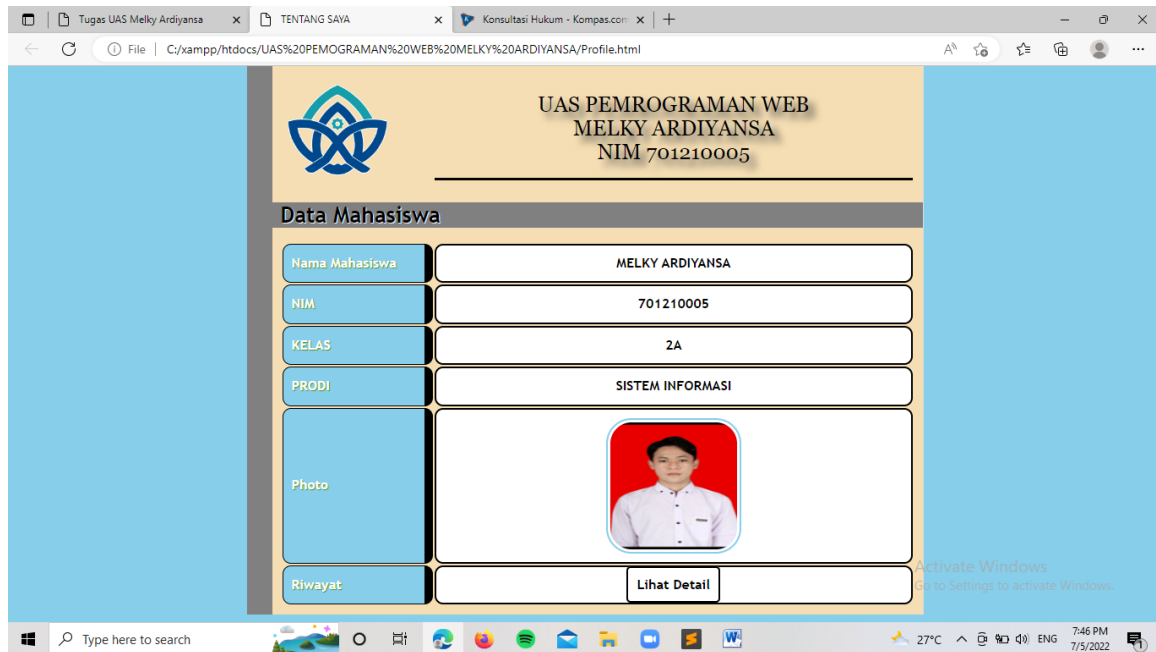 Tugas UAS Melky Ardiyansa
TENTANG SAYA
Konsultasi Hukum - Kompas.com
File
C:/xampp/htdocs/UAS%20PEMOGRAMAN%20WEB%20MELKY%20ARDIYANSA/Profile.html
UAS PEMROGRAMAN WEB
MELKY ARDIYANSA
NIM 701210005
Data Mahasiswa
Nama Mahasiswa MELKY ARDIYANSA
NIM 701210005
KELAS 2A
PRODI SISTEM INFORMASI
Photo
Riwayat Lihat Detail
Activate Windows
Go to Settings to activate Windows.
Type here to search
27°C
ENG
7:46 PM
7/5/2022